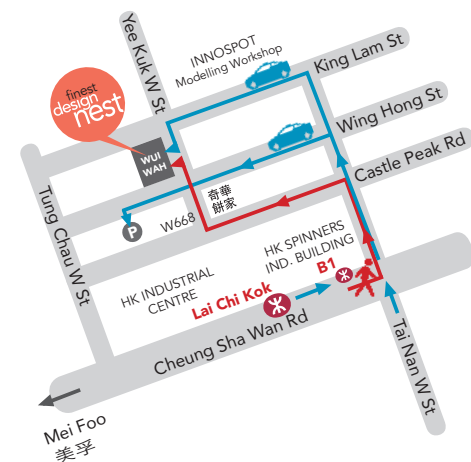 Yee Kuk W St
INNOSPOT
Modelling Workshop
King Lam St
finest
design
nest
Wing Hong St
WUI
WAH
Castle Peak Rd
Tung Chau W St
奇華
餅家
P
W668
HK SPINNERS
IND. BUILDING
B1
HK INDUSTRIAL
CENTRE
Lai Chi Kok
Cheung Sha Wan Rd
Tai Nan W St
Mei Foo
美孚